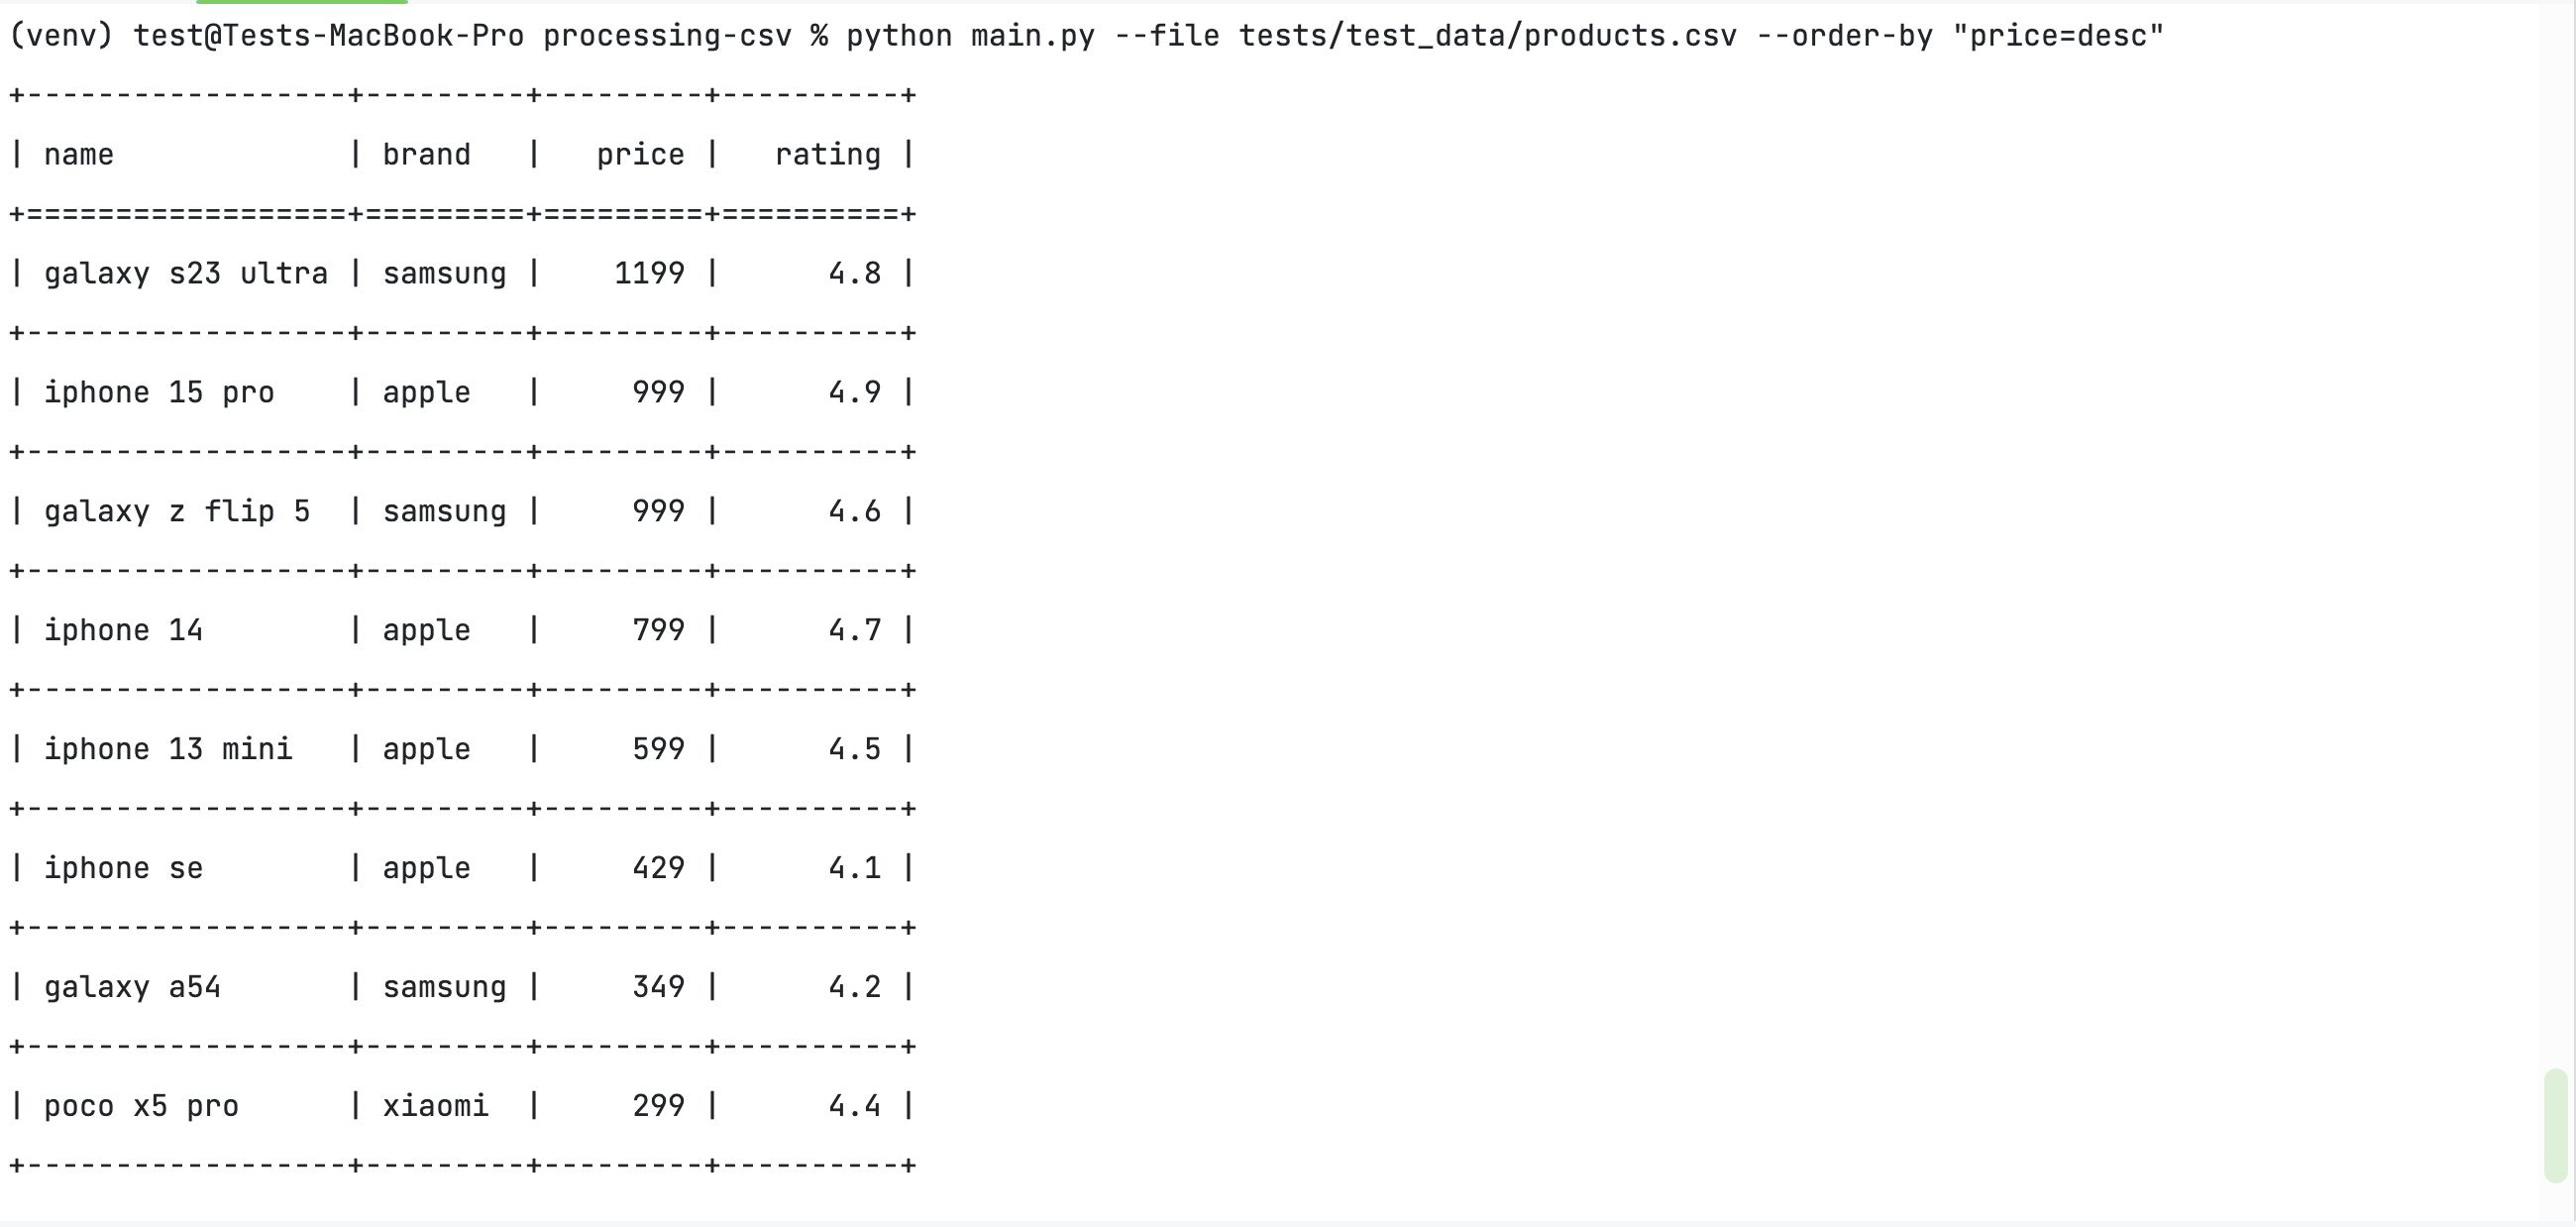 (venv) test@Tests-MacBook-Pro processing-csv % python main.py --file tests/test_data/products.csv --order-by "price=desc"
+------------------+---------+---------+----------+
| name             | brand   |   price |   rating |
+==================+=========+=========+==========+
| galaxy s23 ultra | samsung |    1199 |      4.8 |
+------------------+---------+---------+----------+
| iphone 15 pro    | apple   |     999 |      4.9 |
+------------------+---------+---------+----------+
| galaxy z flip 5  | samsung |     999 |      4.6 |
+------------------+---------+---------+----------+
| iphone 14        | apple   |     799 |      4.7 |
+------------------+---------+---------+----------+
| iphone 13 mini   | apple   |     599 |      4.5 |
+------------------+---------+---------+----------+
| iphone se        | apple   |     429 |      4.1 |
+------------------+---------+---------+----------+
| galaxy a54       | samsung |     349 |      4.2 |
+------------------+---------+---------+----------+
| poco x5 pro      | xiaomi  |     299 |      4.4 |
+------------------+---------+---------+----------+